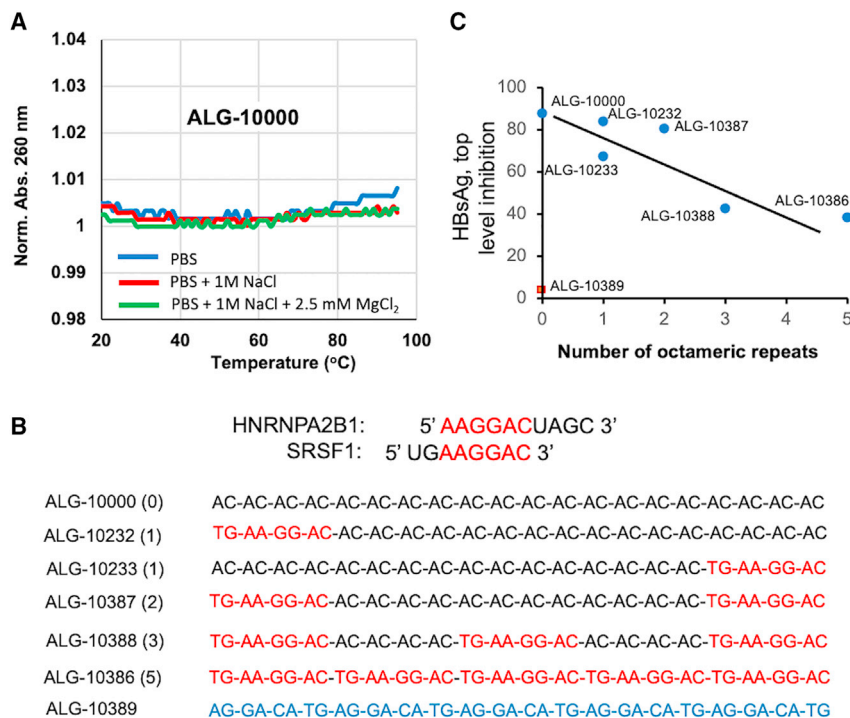 A
1.04
1.03
1.02
1.01
1
0.99
0.98
Norm. Abs. 260 nm
ALG-10000
PBS
PBS + 1M NaCl
PBS + 1M NaCl + 2.5 mM MgCl₂
20 40 60 80 100
Temperature (°C)
C
100
80
60
40
20
0
HBsAg, top
level inhibition
ALG-10000
ALG-10232
ALG-10387
ALG-10233
ALG-10388
ALG-10386
ALG-10389
0 1 2 3 4 5
Number of octameric repeats
B
HNRNPA2B1: 5' AAGGACUAGC 3'
SRSF1: 5' UGAAGGAC 3'
ALG-10000 (0) AC-AC-AC-AC-AC-AC-AC-AC-AC-AC-AC-AC-AC-AC-AC-AC-AC-AC-AC-AC
ALG-10232 (1) TG-AA-GG-AC-AC-AC-AC-AC-AC-AC-AC-AC-AC-AC-AC-AC-AC-AC-AC-AC
ALG-10233 (1) AC-AC-AC-AC-AC-AC-AC-AC-AC-AC-AC-AC-AC-AC-AC-AC-TG-AA-GG-AC
ALG-10387 (2) TG-AA-GG-AC-AC-AC-AC-AC-AC-AC-AC-AC-AC-AC-AC-AC-TG-AA-GG-AC
ALG-10388 (3) TG-AA-GG-AC-AC-AC-AC-AC-TG-AA-GG-AC-AC-AC-AC-AC-TG-AA-GG-AC
ALG-10386 (5) TG-AA-GG-AC-TG-AA-GG-AC-TG-AA-GG-AC-TG-AA-GG-AC-TG-AA-GG-AC
ALG-10389 AG-GA-CA-TG-AG-GA-CA-TG-AG-GA-CA-TG-AG-GA-CA-TG-AG-GA-CA-TG